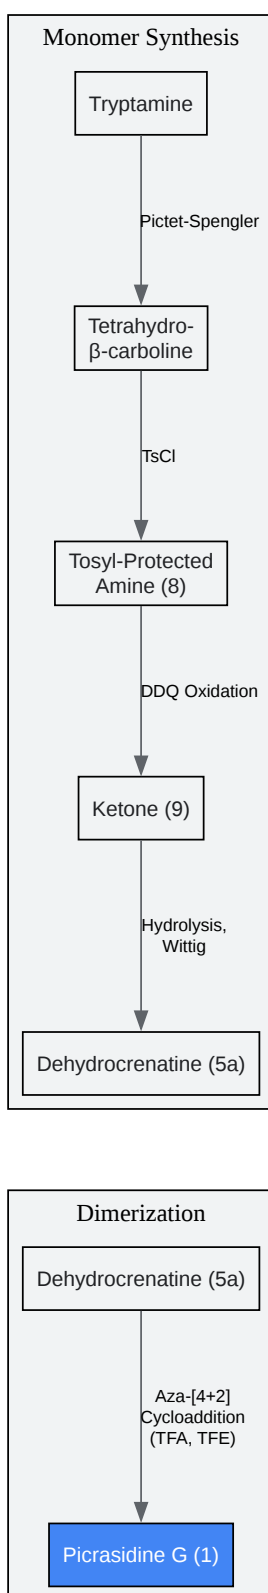 Monomer Synthesis
Tryptamine
Pictet-Spengler
Tetrahydro-
β-carboline
TsCl
Tosyl-Protected
Amine (8)
DDQ Oxidation
Ketone (9)
Hydrolysis,
Wittig
Dehydrocrenatine (5a)
Dimerization
Dehydrocrenatine (5a)
Aza-[4+2]
Cycloaddition
(TFA, TFE)
Picrasidine G (1)